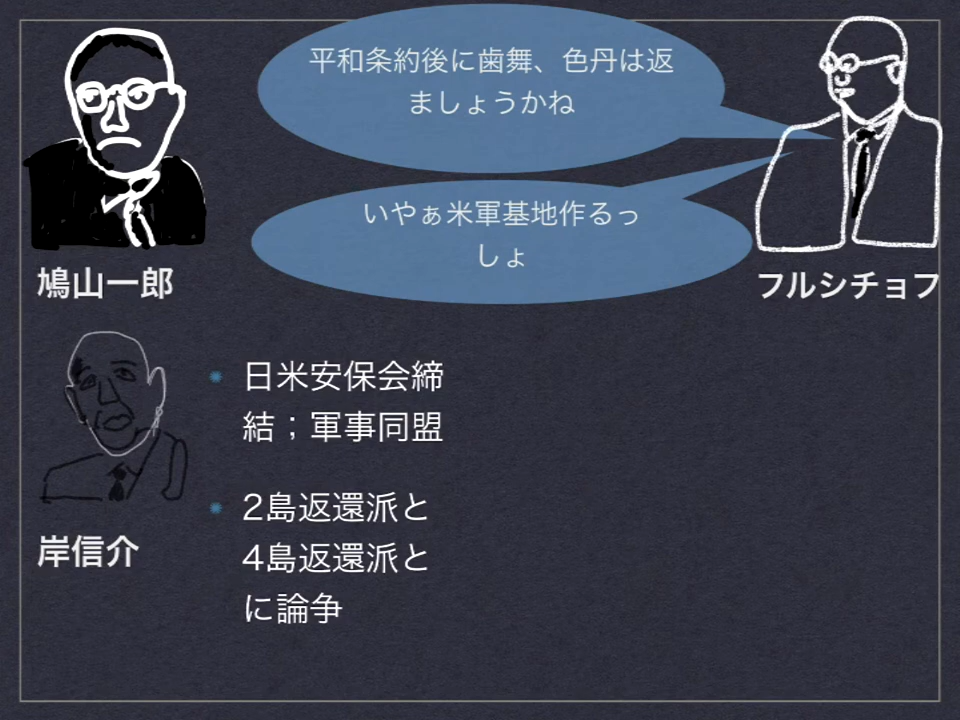 平和条約後に歯舞、色丹は返
ましょうかね
いやぁ米軍基地作るっ
しょ
鳩山一郎
フルシチョフ
日米安保会締
結；軍事同盟
2島返還派と
4島返還派と
に論争
岸信介